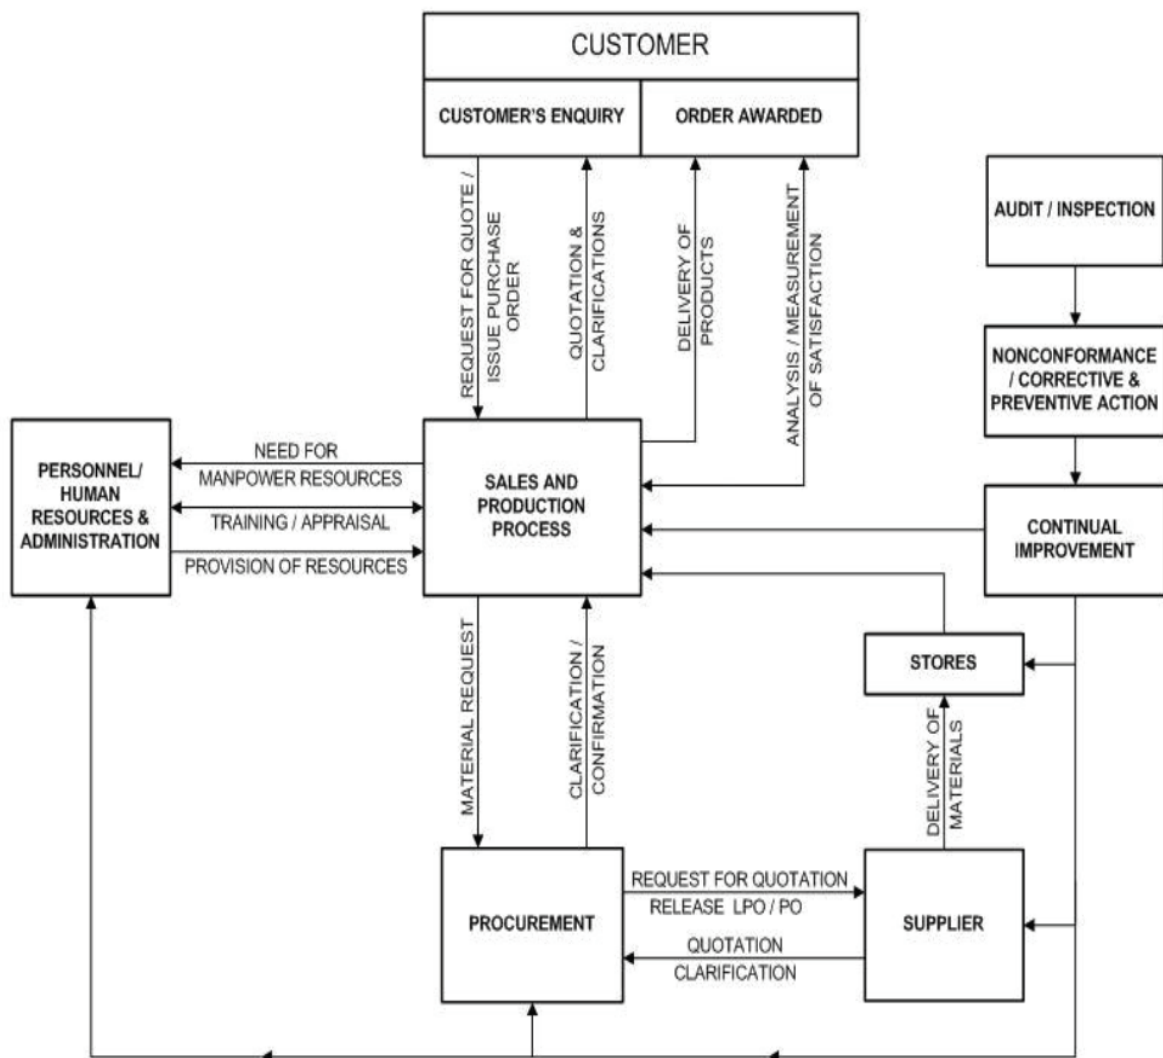 CUSTOMER
CUSTOMER'S ENQUIRY
ORDER AWARDED
REQUEST FOR QUOTE /
ISSUE PURCHASE
ORDER
QUOTATION &
CLARIFICATIONS
DELIVERY OF
PRODUCTS
ANALYSIS / MEASUREMENT
OF SATISFACTION
AUDIT / INSPECTION
NONCONFORMANCE
/ CORRECTIVE &
PREVENTIVE ACTION
PERSONNEL/
HUMAN
RESOURCES &
ADMINISTRATION
NEED FOR
MANPOWER RESOURCES
TRAINING / APPRAISAL
PROVISION OF RESOURCES
SALES AND
PRODUCTION
PROCESS
CONTINUAL
IMPROVEMENT
MATERIAL REQUEST
CLARIFICATION /
CONFIRMATION
STORES
DELIVERY OF
MATERIALS
PROCUREMENT
REQUEST FOR QUOTATION
RELEASE LPO / PO
QUOTATION
CLARIFICATION
SUPPLIER